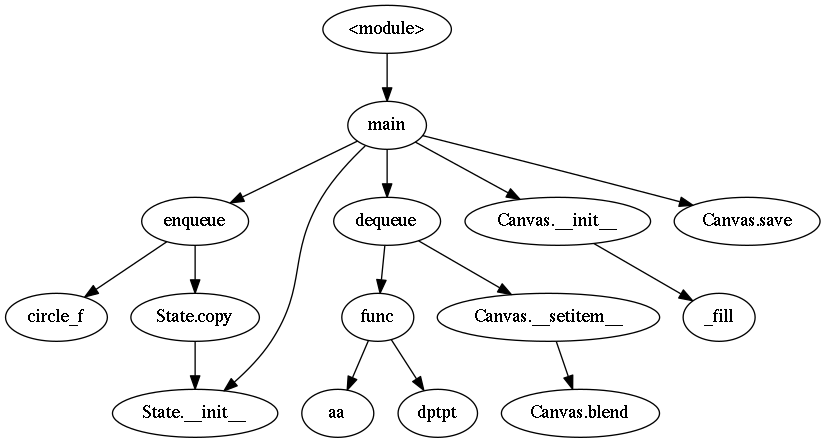 <module>
main
enqueue
dequeue
Canvas.__init__
Canvas.save
circle_f
State.copy
func
Canvas.__setitem__
_fill
State.__init__
aa
dptpt
Canvas.blend